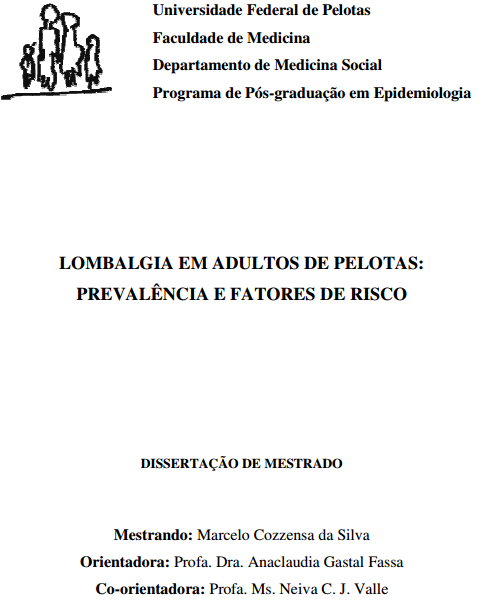 Universidade Federal de Pelotas
Faculdade de Medicina
Departamento de Medicina Social
Programa de Pós-graduação em Epidemiologia
LOMBALGIA EM ADULTOS DE PELOTAS:
PREVALÊNCIA E FATORES DE RISCO
DISSERTAÇÃO DE MESTRADO
Mestrando: Marcelo Cozzensa da Silva
Orientadora: Profa. Dra. Anaclaudia Gastal Fassa
Co-orientadora: Profa. Ms. Neiva C. J. Valle